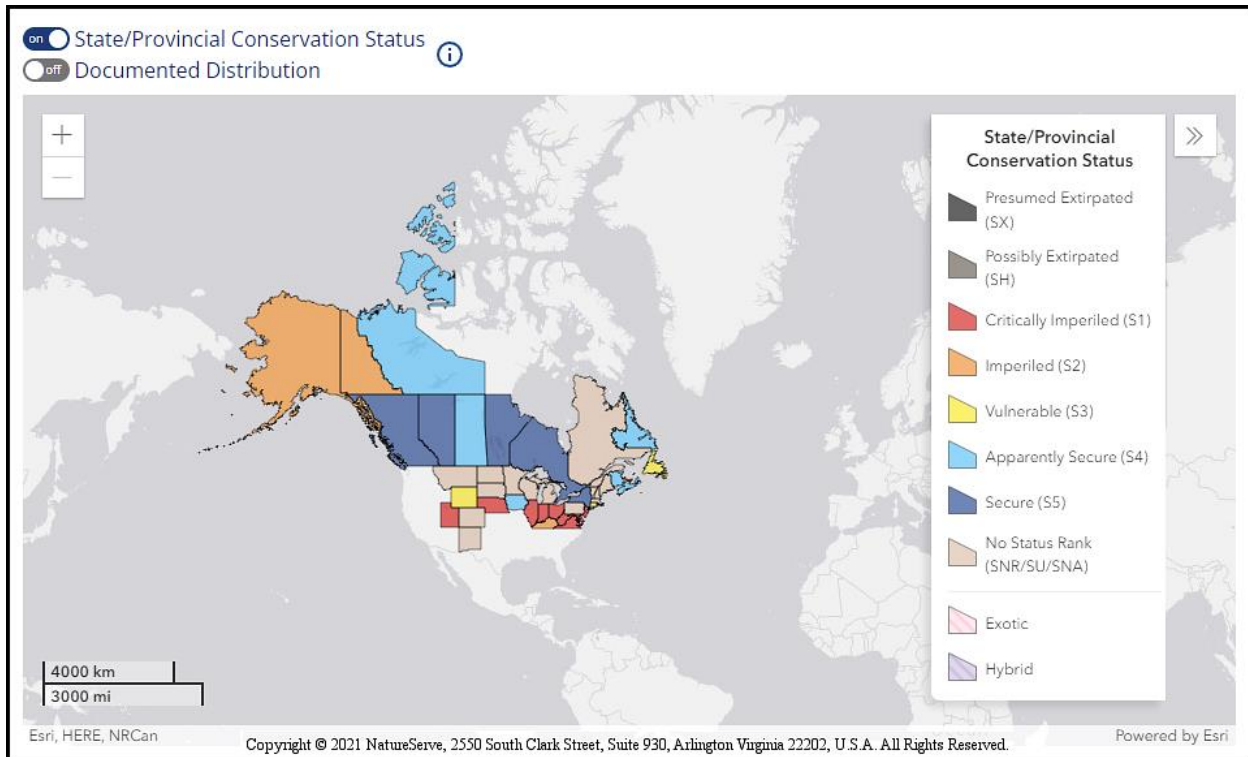 on State/Provincial Conservation Status
off Documented Distribution
+
−
State/Provincial
Conservation Status
Presumed Extirpated
(SX)
Possibly Extirpated
(SH)
Critically Imperiled (S1)
Imperiled (S2)
Vulnerable (S3)
Apparently Secure (S4)
Secure (S5)
No Status Rank
(SNR/SU/SNA)
Exotic
Hybrid
4000 km
3000 mi
Esri, HERE, NRCan
Powered by Esri
Copyright © 2021 NatureServe, 2550 South Clark Street, Suite 930, Arlington Virginia 22202, U.S.A. All Rights Reserved.